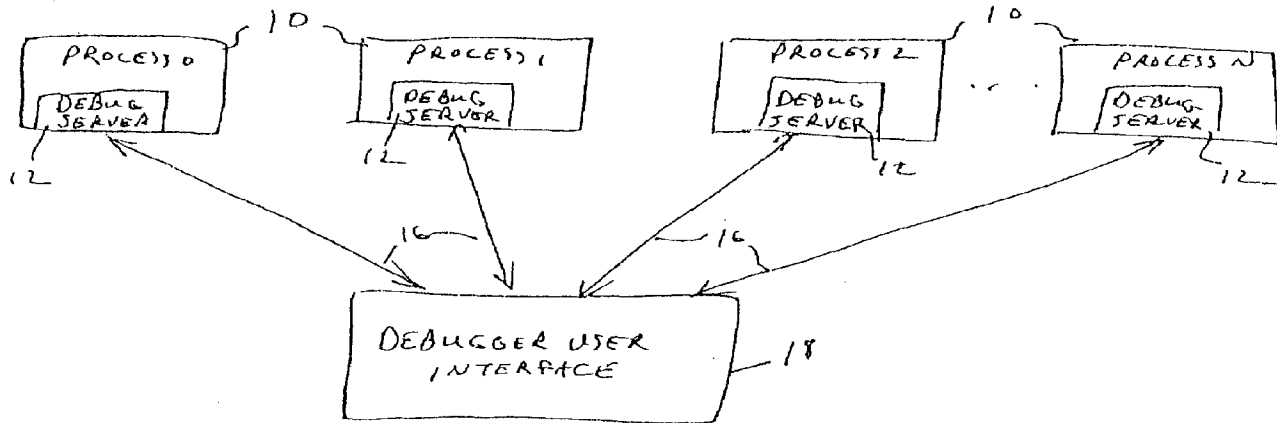 10 10
PROCESS 0 PROCESS 1 PROCESS 2 . . . PROCESS N
DEBUG SERVER
DEBUG SERVER
DEBUG SERVER
DEBUG SERVER
12 12 12 12
16 16
DEBUGGER USER
INTERFACE
18